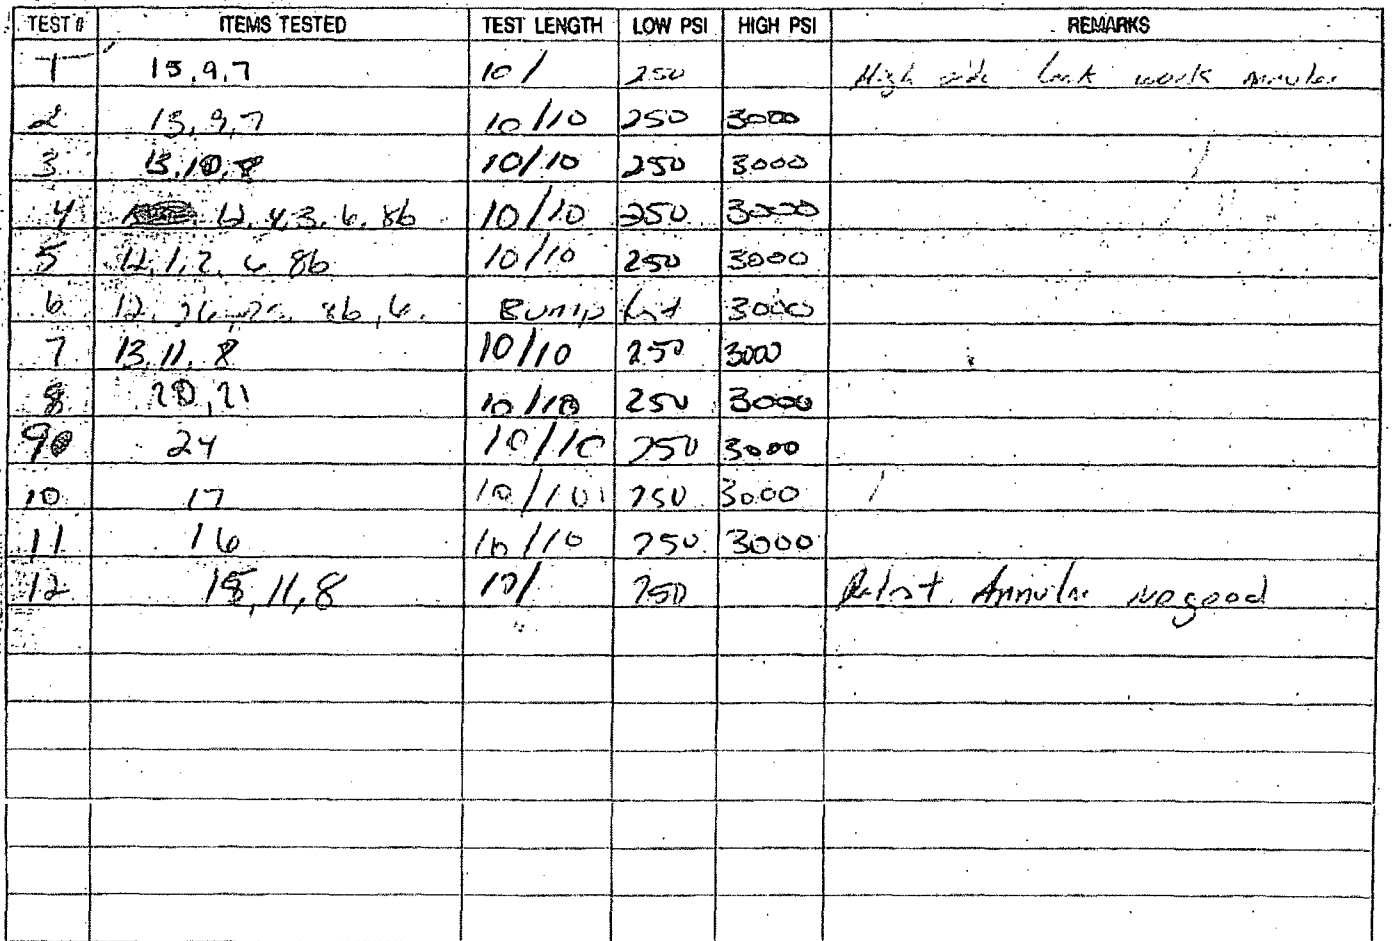 TEST # ITEMS TESTED TEST LENGTH LOW PSI HIGH PSI REMARKS
1 15, 9, 7 10/ 250 High side leak work Annular
2 15, 9, 7 10/10 250 3000
3 13, 10, 8 10/10 250 3000
4 12, 4, 3, 6, 8b 10/10 250 3000
5 12, 1, 2, 6 8b 10/10 250 3000
6 12, 8b, 6. Bump 3000
7 13, 11, 8 10/10 250 3000
8 20, 21 10/10 250 3000
9 24 10/10 250 3000
10 17 10/10 250 3000
11 16 10/10 250 3000
12 15, 11, 8 10/ 250 Annular no good